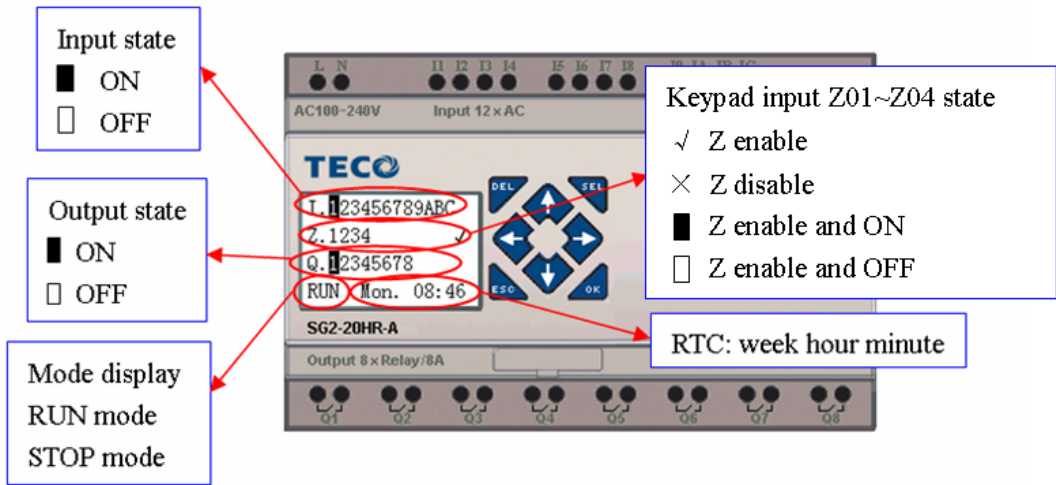 Input state
ON
OFF
Output state
ON
OFF
Mode display
RUN mode
STOP mode
L N I1 I2 I3 I4 I5 I6 I7 I8
AC100~240V Input 12×AC
TECO
I.123456789ABC
Z.1234 √
Q.12345678
RUN Mon. 08:46
DEL SEL
ESC OK
SG2-20HR-A
Output 8×Relay/8A
Q1 Q2 Q3 Q4 Q5 Q6 Q7 Q8
Keypad input Z01~Z04 state
√ Z enable
× Z disable
Z enable and ON
Z enable and OFF
RTC: week hour minute